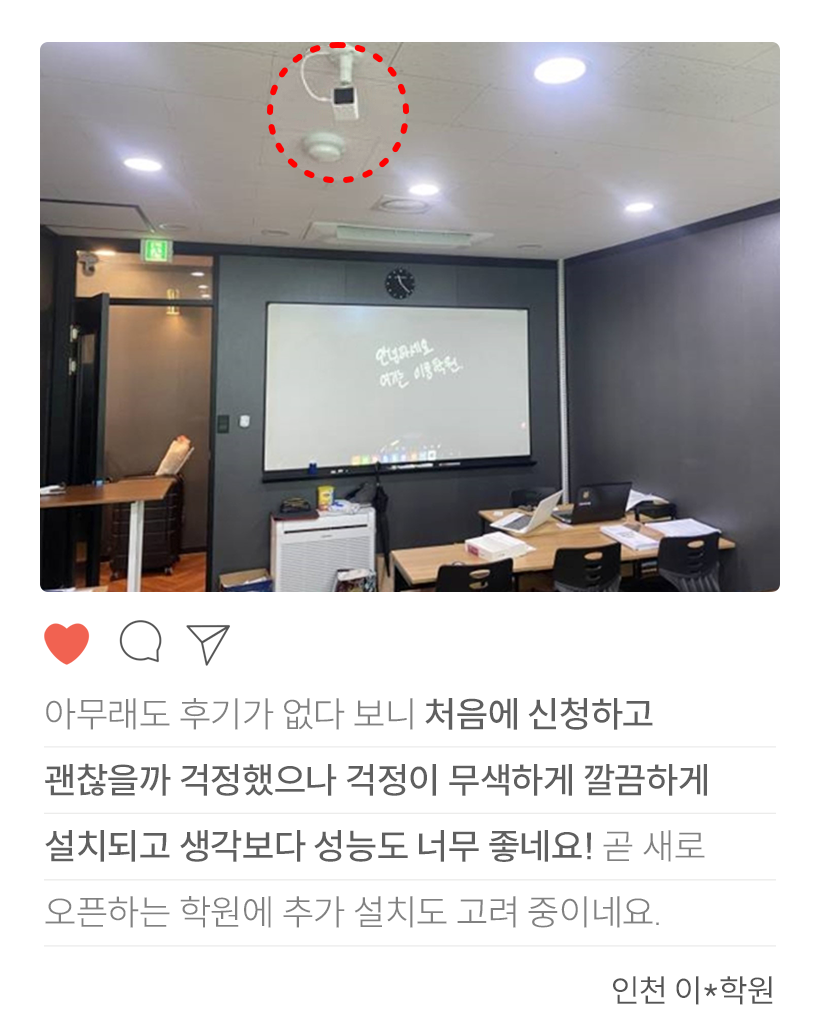 안녕하세요
여기는 이룸학원.
아무래도 후기가 없다 보니 처음에 신청하고
괜찮을까 걱정했으나 걱정이 무색하게 깔끔하게
설치되고 생각보다 성능도 너무 좋네요! 곧 새로
오픈하는 학원에 추가 설치도 고려 중이네요.
인천 이*학원